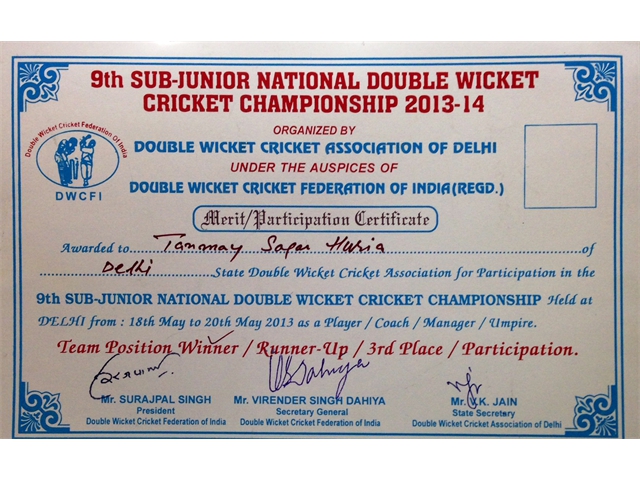 9th SUB-JUNIOR NATIONAL DOUBLE WICKET
CRICKET CHAMPIONSHIP 2013-14
ORGANIZED BY
DOUBLE WICKET CRICKET ASSOCIATION OF DELHI
UNDER THE AUSPICES OF
DOUBLE WICKET CRICKET FEDERATION OF INDIA (REGD.)
Double Wicket Cricket Federation Of India
DWCFI
Merit/Participation Certificate
Awarded to Tanmay Sagar Huria of
Delhi State Double Wicket Cricket Association for Participation in the
9th SUB-JUNIOR NATIONAL DOUBLE WICKET CRICKET CHAMPIONSHIP Held at
DELHI from : 18th May to 20th May 2013 as a Player / Coach / Manager / Umpire.
Team Position Winner / Runner-Up / 3rd Place / Participation.
VSDahiya
Mr. SURAJPAL SINGH
President
Double Wicket Cricket Federation of India
Mr. VIRENDER SINGH DAHIYA
Secretary General
Double Wicket Cricket Federation of India
Mr. V.K. JAIN
State Secretary
Double Wicket Cricket Association of Delhi